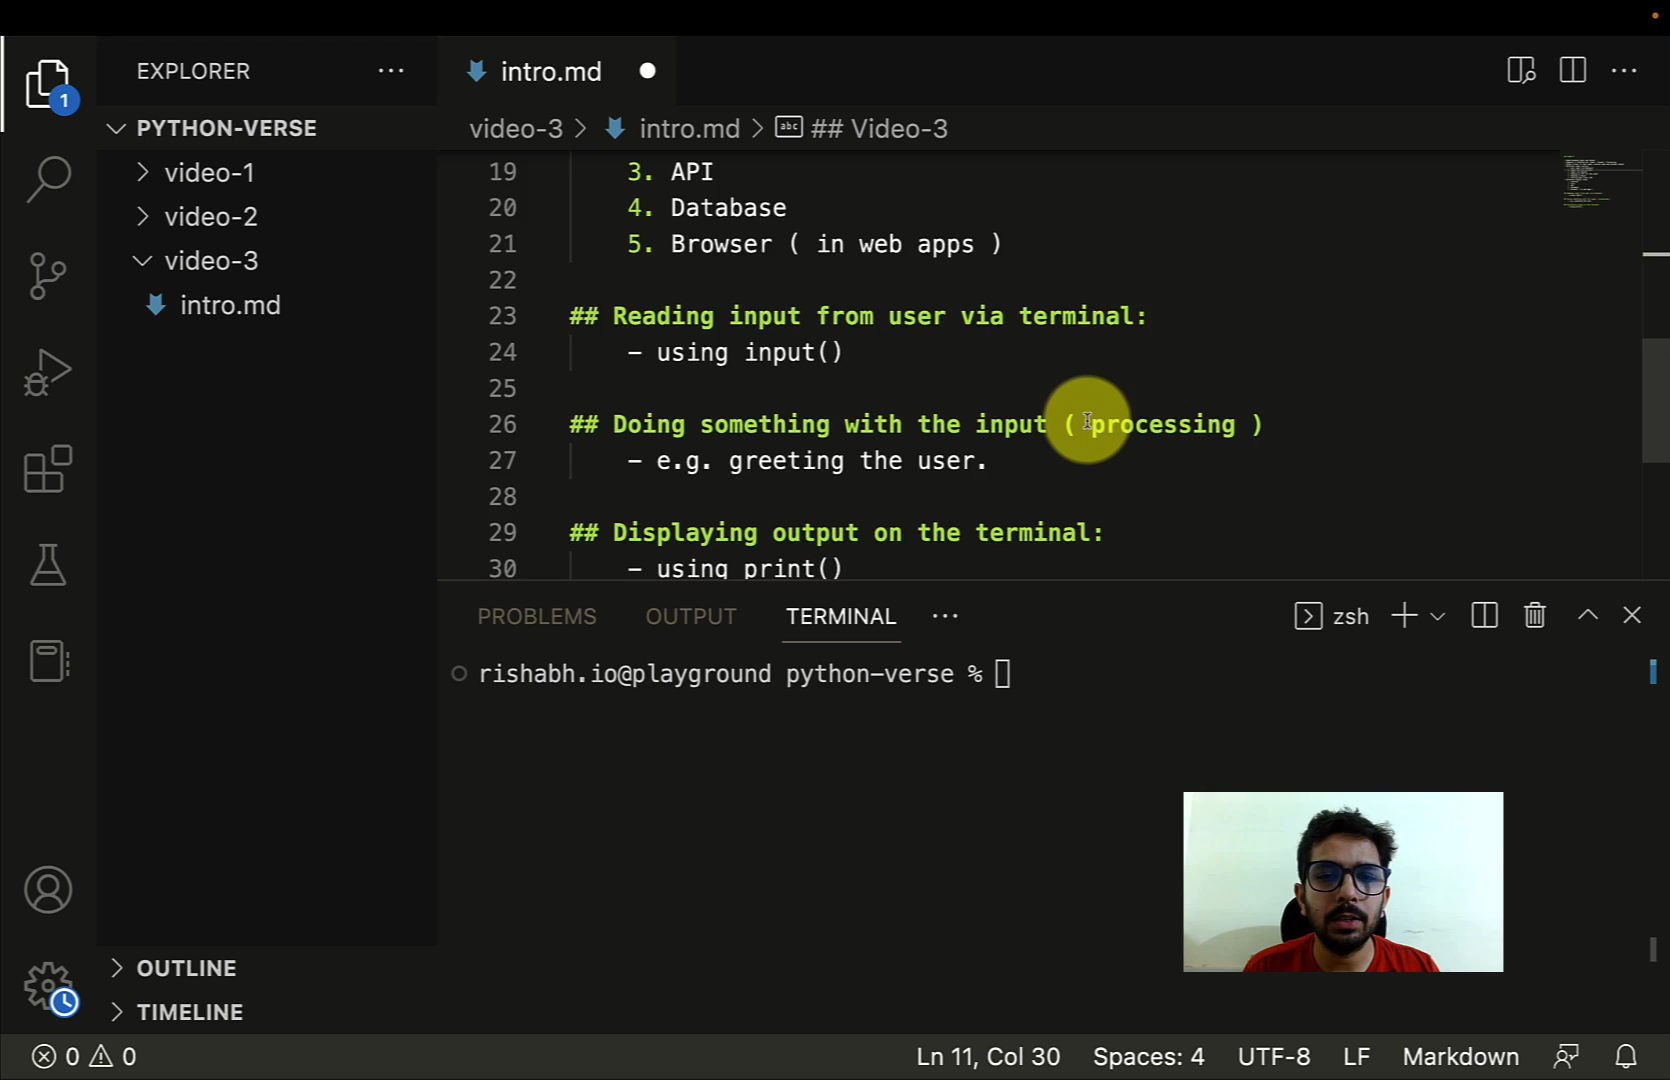 EXPLORER
intro.md
PYTHON-VERSE
video-3 > intro.md > ## Video-3
video-1
video-2
video-3
intro.md
19 3. API
20 4. Database
21 5. Browser ( in web apps )
22
23 ## Reading input from user via terminal:
24 - using input()
25
26 ## Doing something with the input ( processing )
27 - e.g. greeting the user.
28
29 ## Displaying output on the terminal:
30 - using print()
PROBLEMS OUTPUT TERMINAL
zsh
rishabh.io@playground python-verse %
1
OUTLINE
TIMELINE
0 0
Ln 11, Col 30 Spaces: 4 UTF-8 LF Markdown